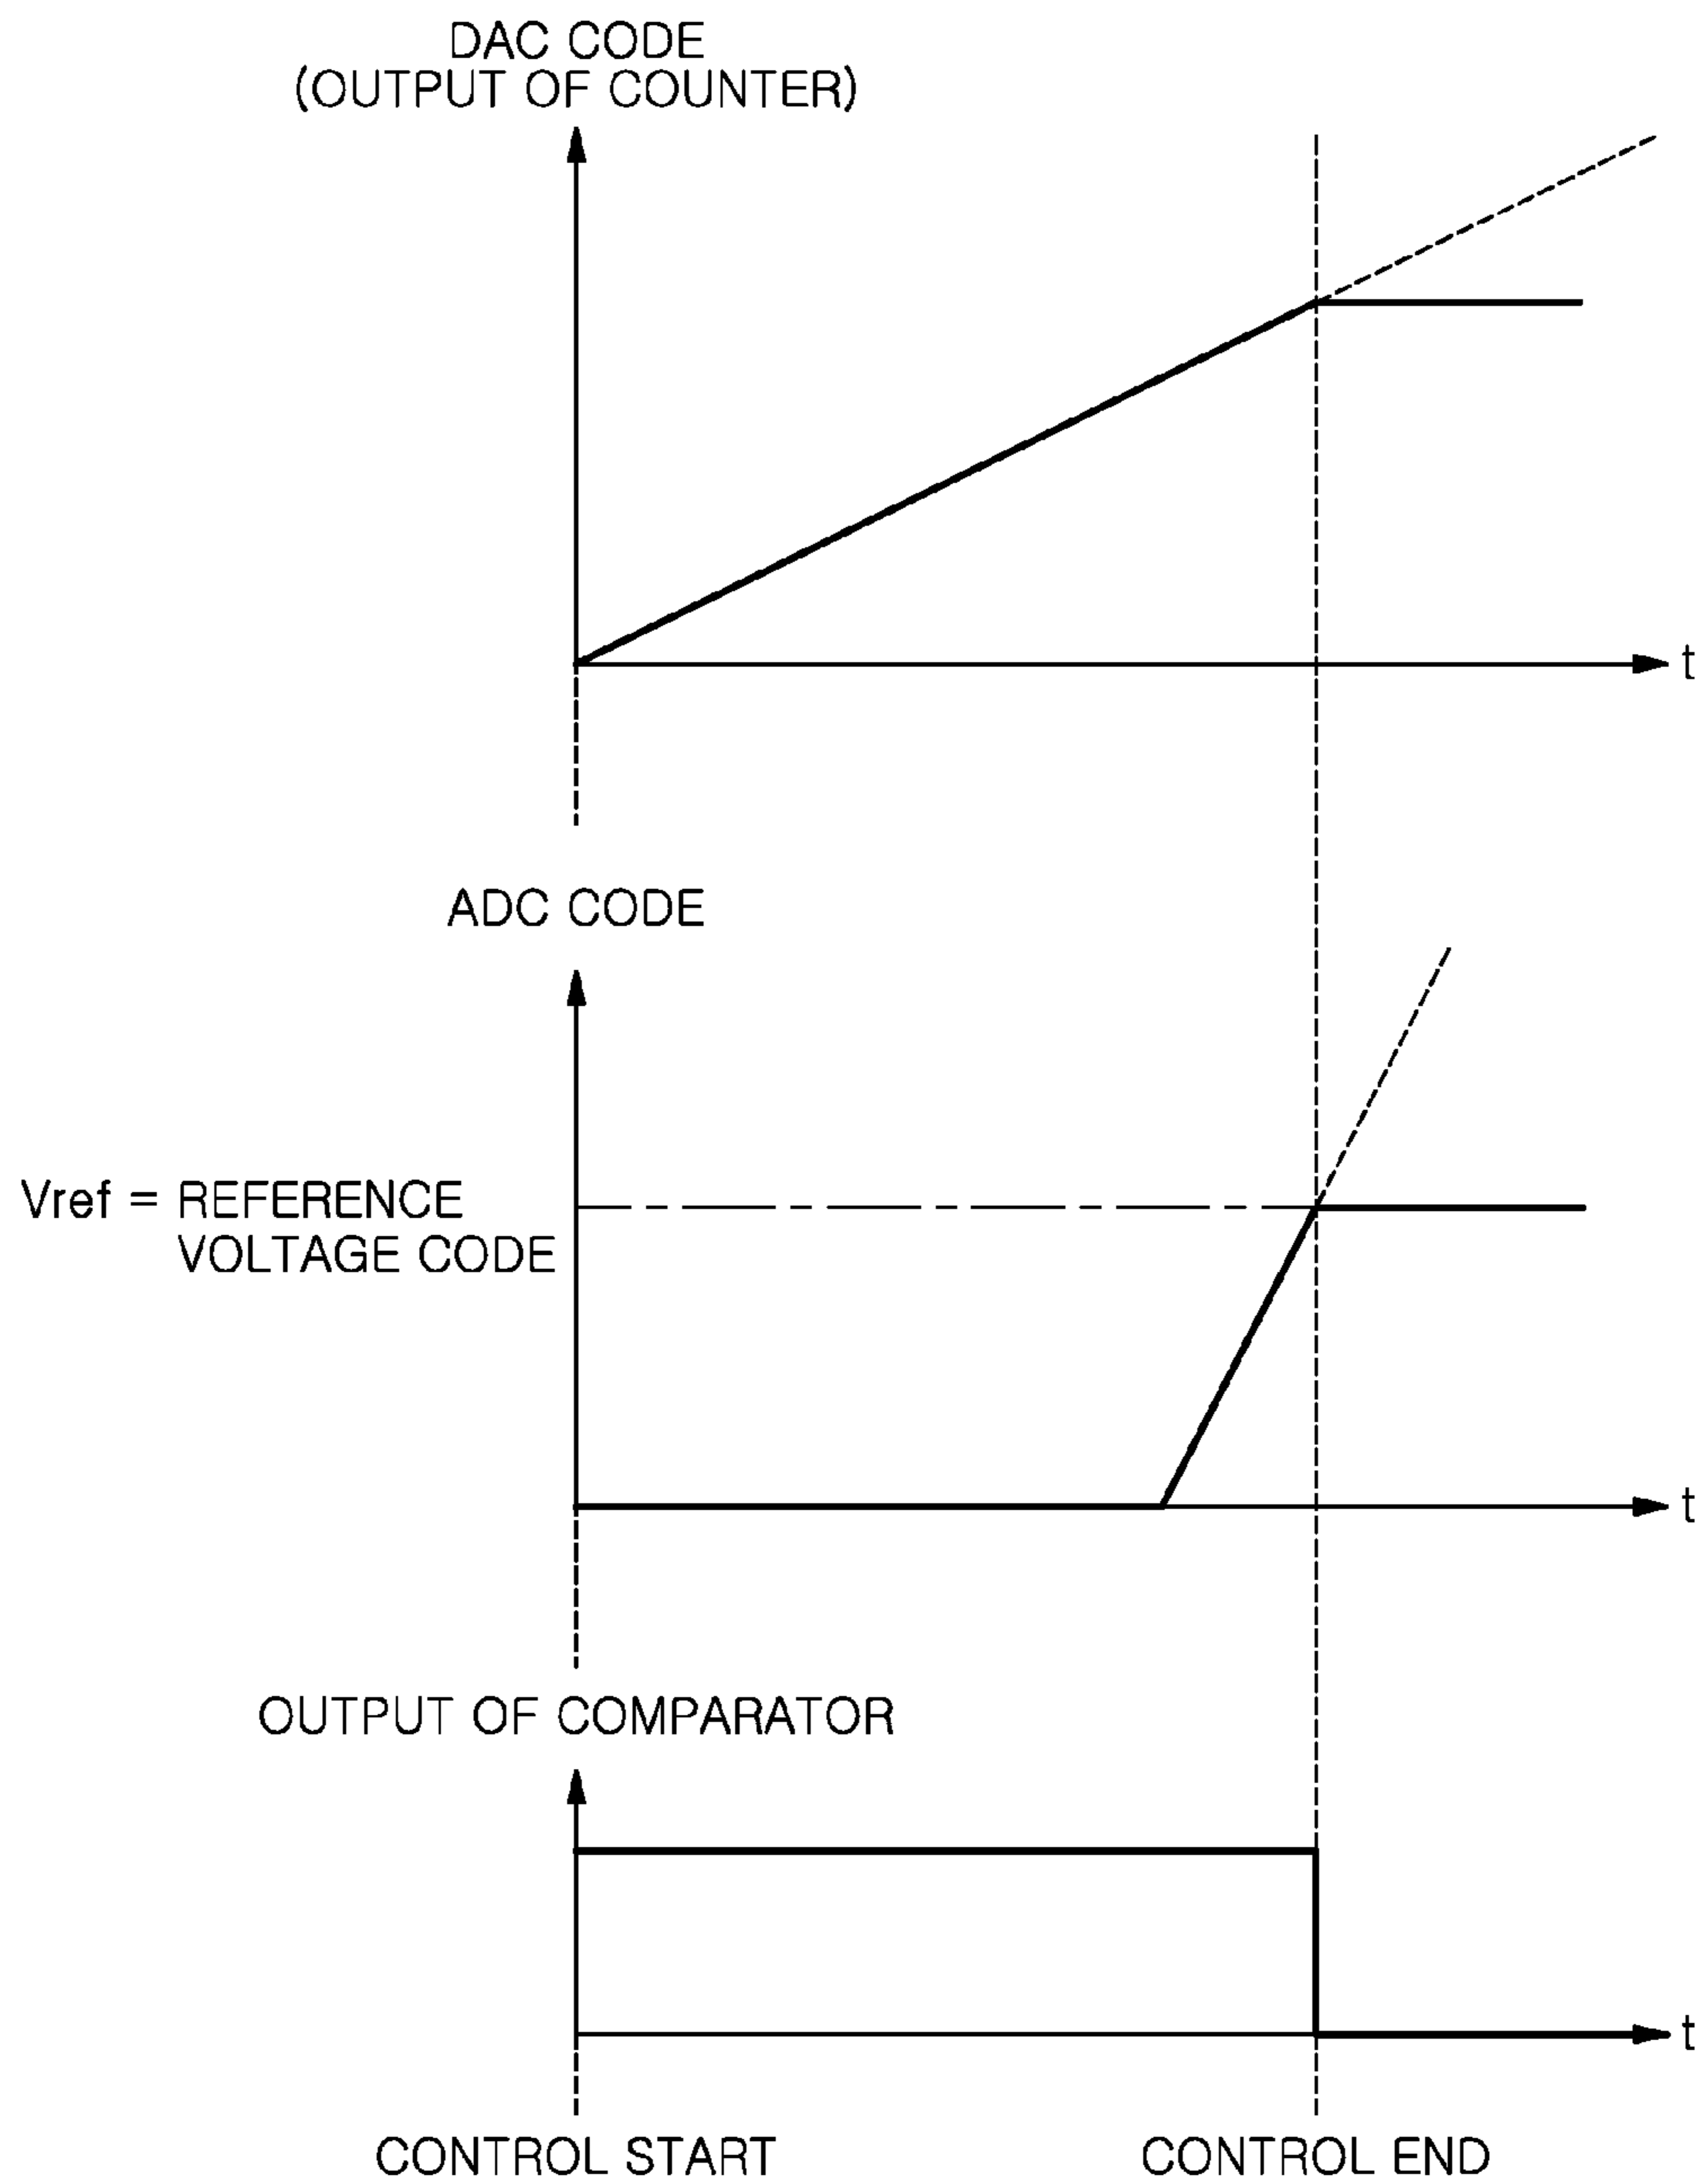 DAC CODE
(OUTPUT OF COUNTER)
t
ADC CODE
Vref = REFERENCE
VOLTAGE CODE
t
OUTPUT OF COMPARATOR
t
CONTROL START
CONTROL END